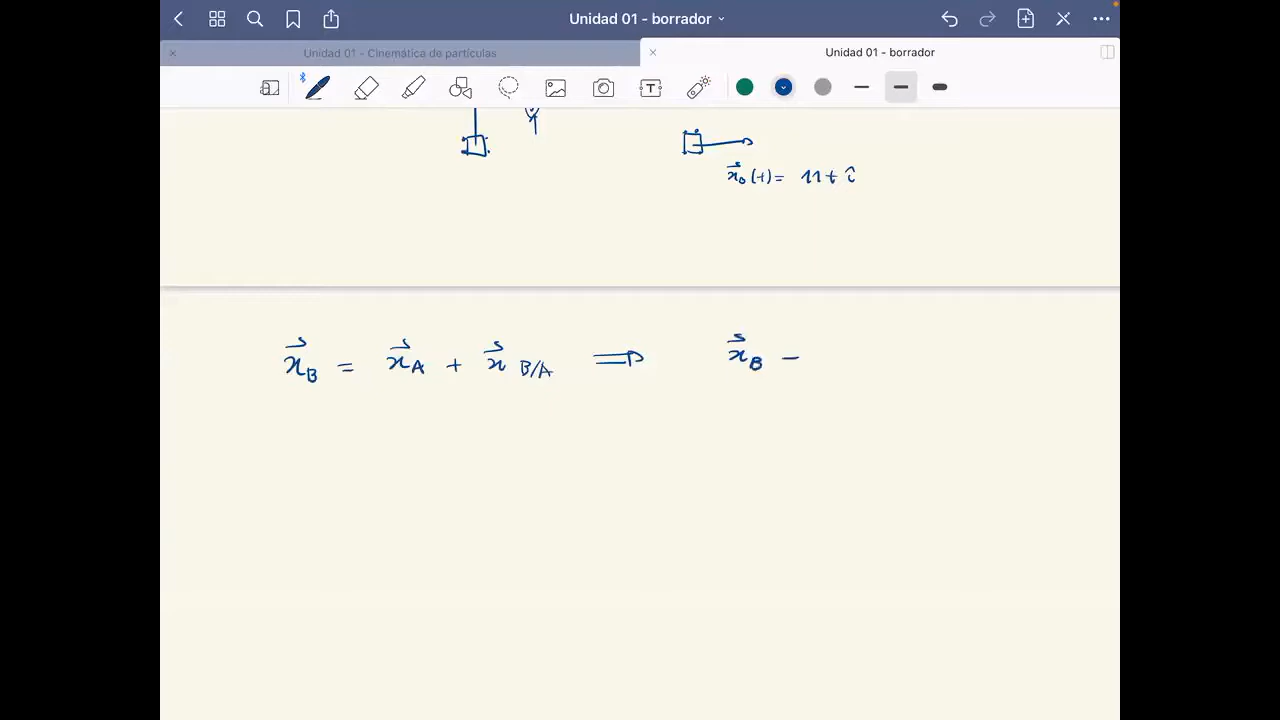 Unidad 01 - borrador
Unidad 01 - Cinemática de partículas
Unidad 01 - borrador
T
x⃗₀(t) = 11t î
x⃗_B = x⃗_A + x⃗_B/A ⟹ x⃗_B −